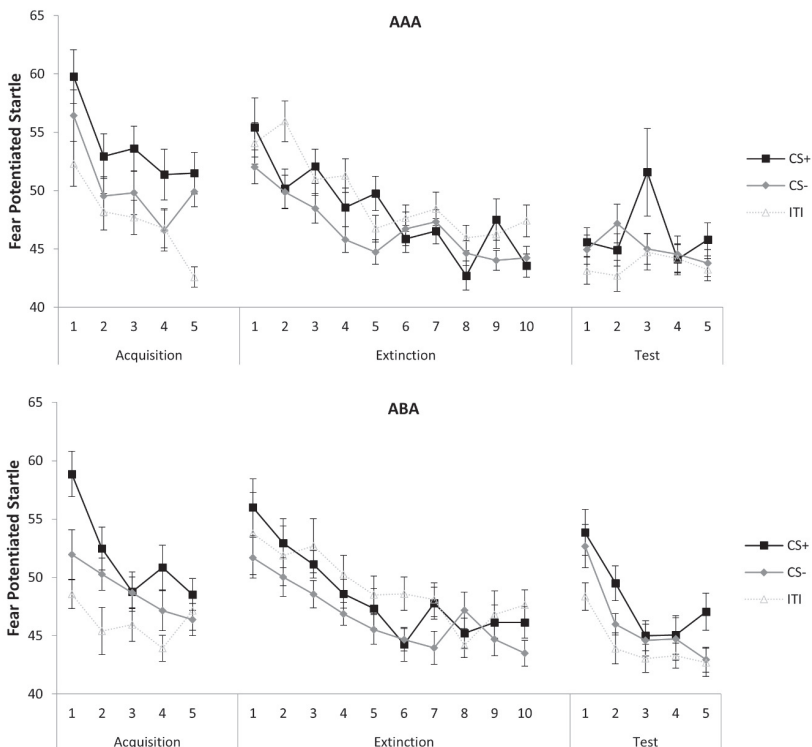 AAA
65
60
55
50
45
40
Fear Potentiated Startle
1 2 3 4 5 1 2 3 4 5 6 7 8 9 10 1 2 3 4 5
Acquisition Extinction Test
CS+
CS-
ITI
ABA
65
60
55
50
45
40
Fear Potentiated Startle
1 2 3 4 5 1 2 3 4 5 6 7 8 9 10 1 2 3 4 5
Acquisition Extinction Test
CS+
CS-
ITI